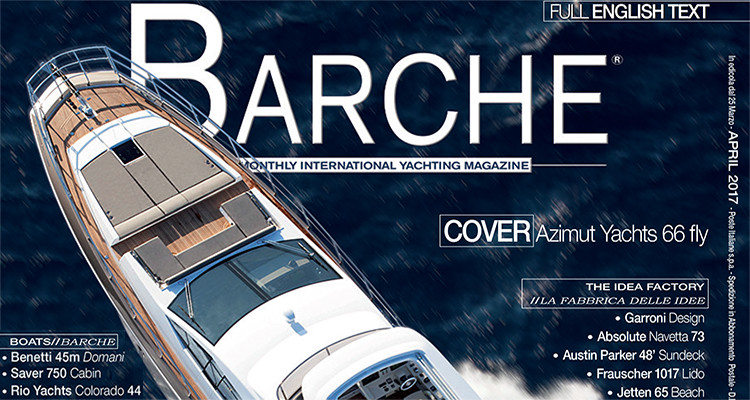 FULL ENGLISH TEXT
BARCHE®
MONTHLY INTERNATIONAL YACHTING MAGAZINE
In edicola dal 25 Marzo - APRIL 2017 - Poste Italiane s.p.a. - Spedizione in Abbonamento Postale - D.
COVER Azimut Yachts 66 fly
THE IDEA FACTORY
//LA FABBRICA DELLE IDEE
• Garroni Design
• Absolute Navetta 73
• Austin Parker 48' Sundeck
• Frauscher 1017 Lido
• Jetten 65 Beach
BOATS//BARCHE
• Benetti 45m Domani
• Saver 750 Cabin
• Rio Yachts Colorado 44